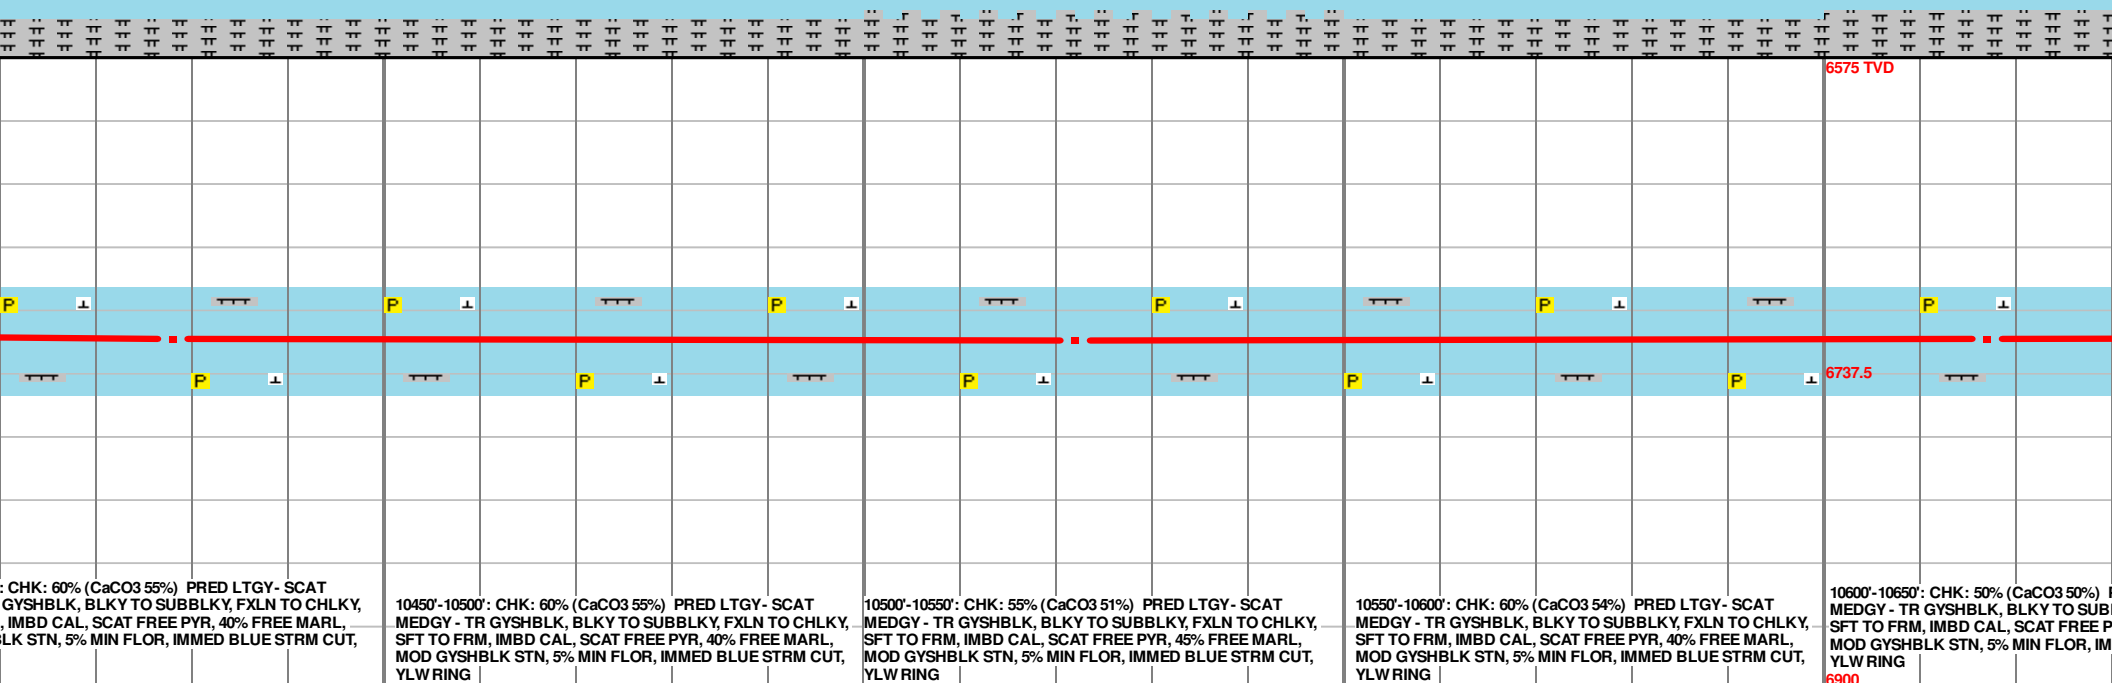 6575 TVD
P P P P P P
P P P P P
6737.5
: CHK: 60% (CaCO3 55%) PRED LTGY- SCAT
GYSHBLK, BLKY TO SUBBLKY, FXLN TO CHLKY,
, IMBD CAL, SCAT FREE PYR, 40% FREE MARL,
LK STN, 5% MIN FLOR, IMMED BLUE STRM CUT,
10450'-10500': CHK: 60% (CaCO3 55%) PRED LTGY- SCAT
MEDGY - TR GYSHBLK, BLKY TO SUBBLKY, FXLN TO CHLKY,
SFT TO FRM, IMBD CAL, SCAT FREE PYR, 40% FREE MARL,
MOD GYSHBLK STN, 5% MIN FLOR, IMMED BLUE STRM CUT,
YLW RING
10500'-10550': CHK: 55% (CaCO3 51%) PRED LTGY- SCAT
MEDGY - TR GYSHBLK, BLKY TO SUBBLKY, FXLN TO CHLKY,
SFT TO FRM, IMBD CAL, SCAT FREE PYR, 45% FREE MARL,
MOD GYSHBLK STN, 5% MIN FLOR, IMMED BLUE STRM CUT,
YLW RING
10550'-10600': CHK: 60% (CaCO3 54%) PRED LTGY- SCAT
MEDGY - TR GYSHBLK, BLKY TO SUBBLKY, FXLN TO CHLKY,
SFT TO FRM, IMBD CAL, SCAT FREE PYR, 40% FREE MARL,
MOD GYSHBLK STN, 5% MIN FLOR, IMMED BLUE STRM CUT,
YLW RING
10600'-10650': CHK: 50% (CaCO3 50%) P
MEDGY - TR GYSHBLK, BLKY TO SUB
SFT TO FRM, IMBD CAL, SCAT FREE P
MOD GYSHBLK STN, 5% MIN FLOR, IM
YLW RING
6900